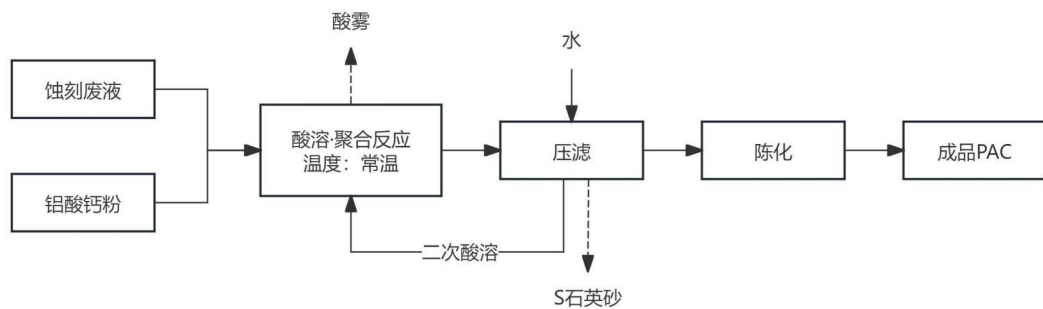 酸雾
水
蚀刻废液
酸溶·聚合反应
温度：常温
压滤
陈化
成品PAC
铝酸钙粉
二次酸溶
S石英砂